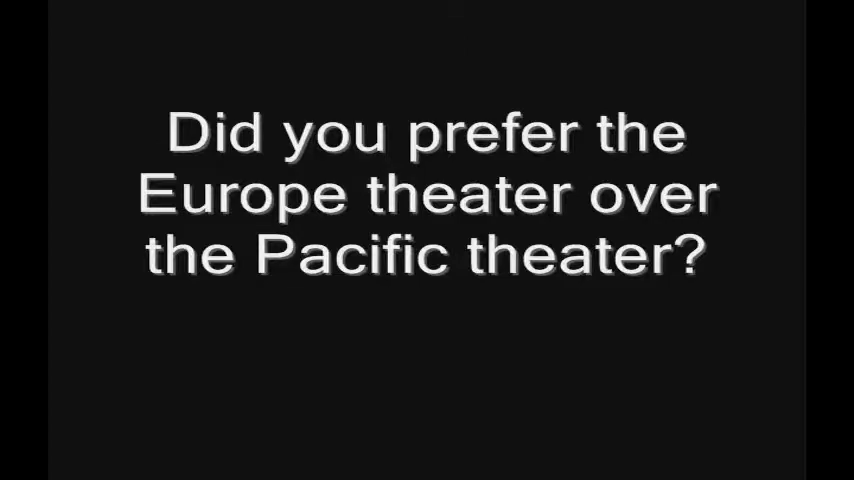 Did you prefer the
Europe theater over
the Pacific theater?